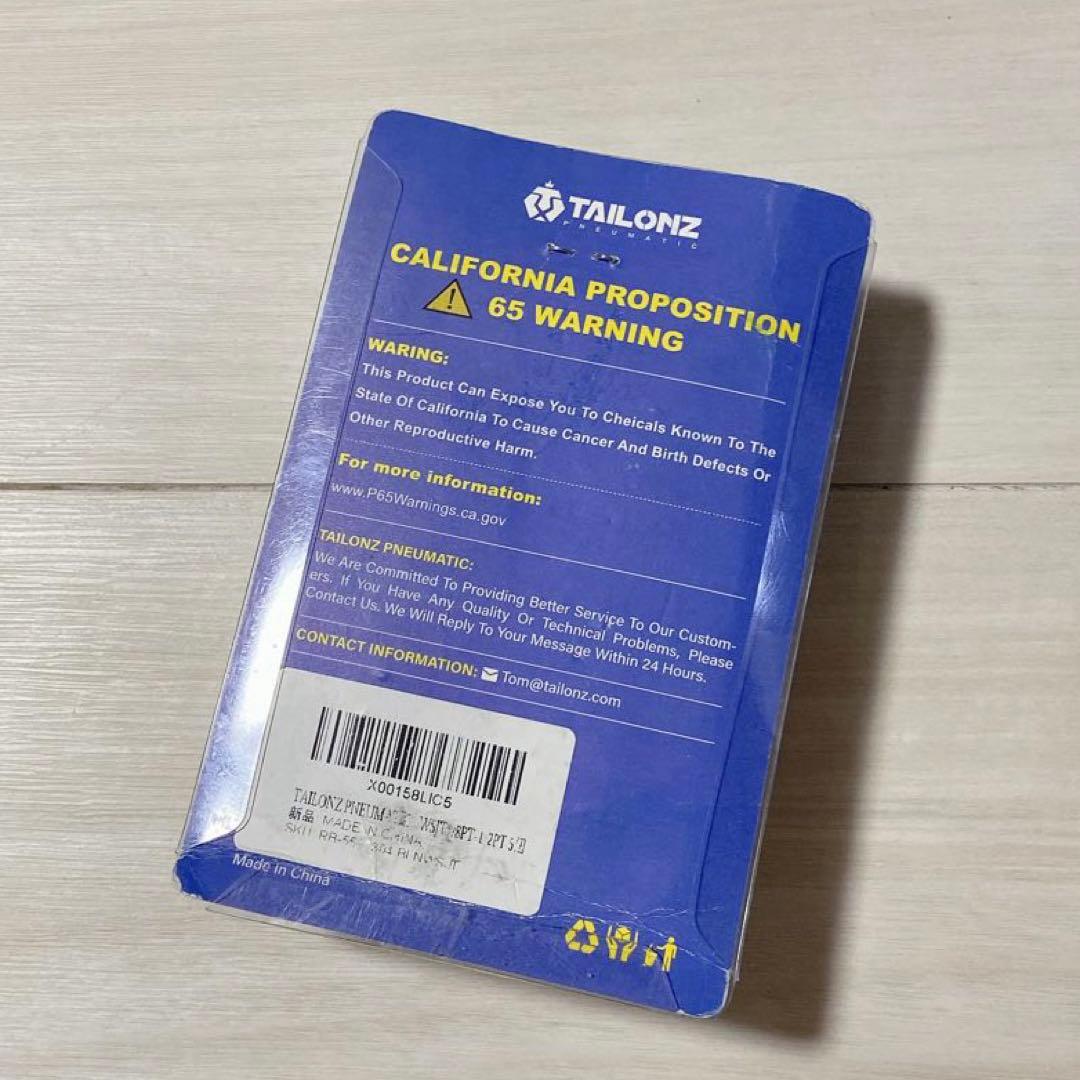 TAILONZ
PNEUMATIC
CALIFORNIA PROPOSITION
65 WARNING
WARING:
This Product Can Expose You To Cheicals Known To The
State Of California To Cause Cancer And Birth Defects Or
Other Reproductive Harm.
For more information:
www.P65Warnings.ca.gov
TAILONZ PNEUMATIC:
We Are Committed To Providing Better Service To Our Custom-
ers. If You Have Any Quality Or Technical Problems, Please
Contact Us. We Will Reply To Your Message Within 24 Hours.
CONTACT INFORMATION: Tom@tailonz.com
X00158LIC5
TAILONZ
新品 MADE IN CHINA
SKU
Made in China